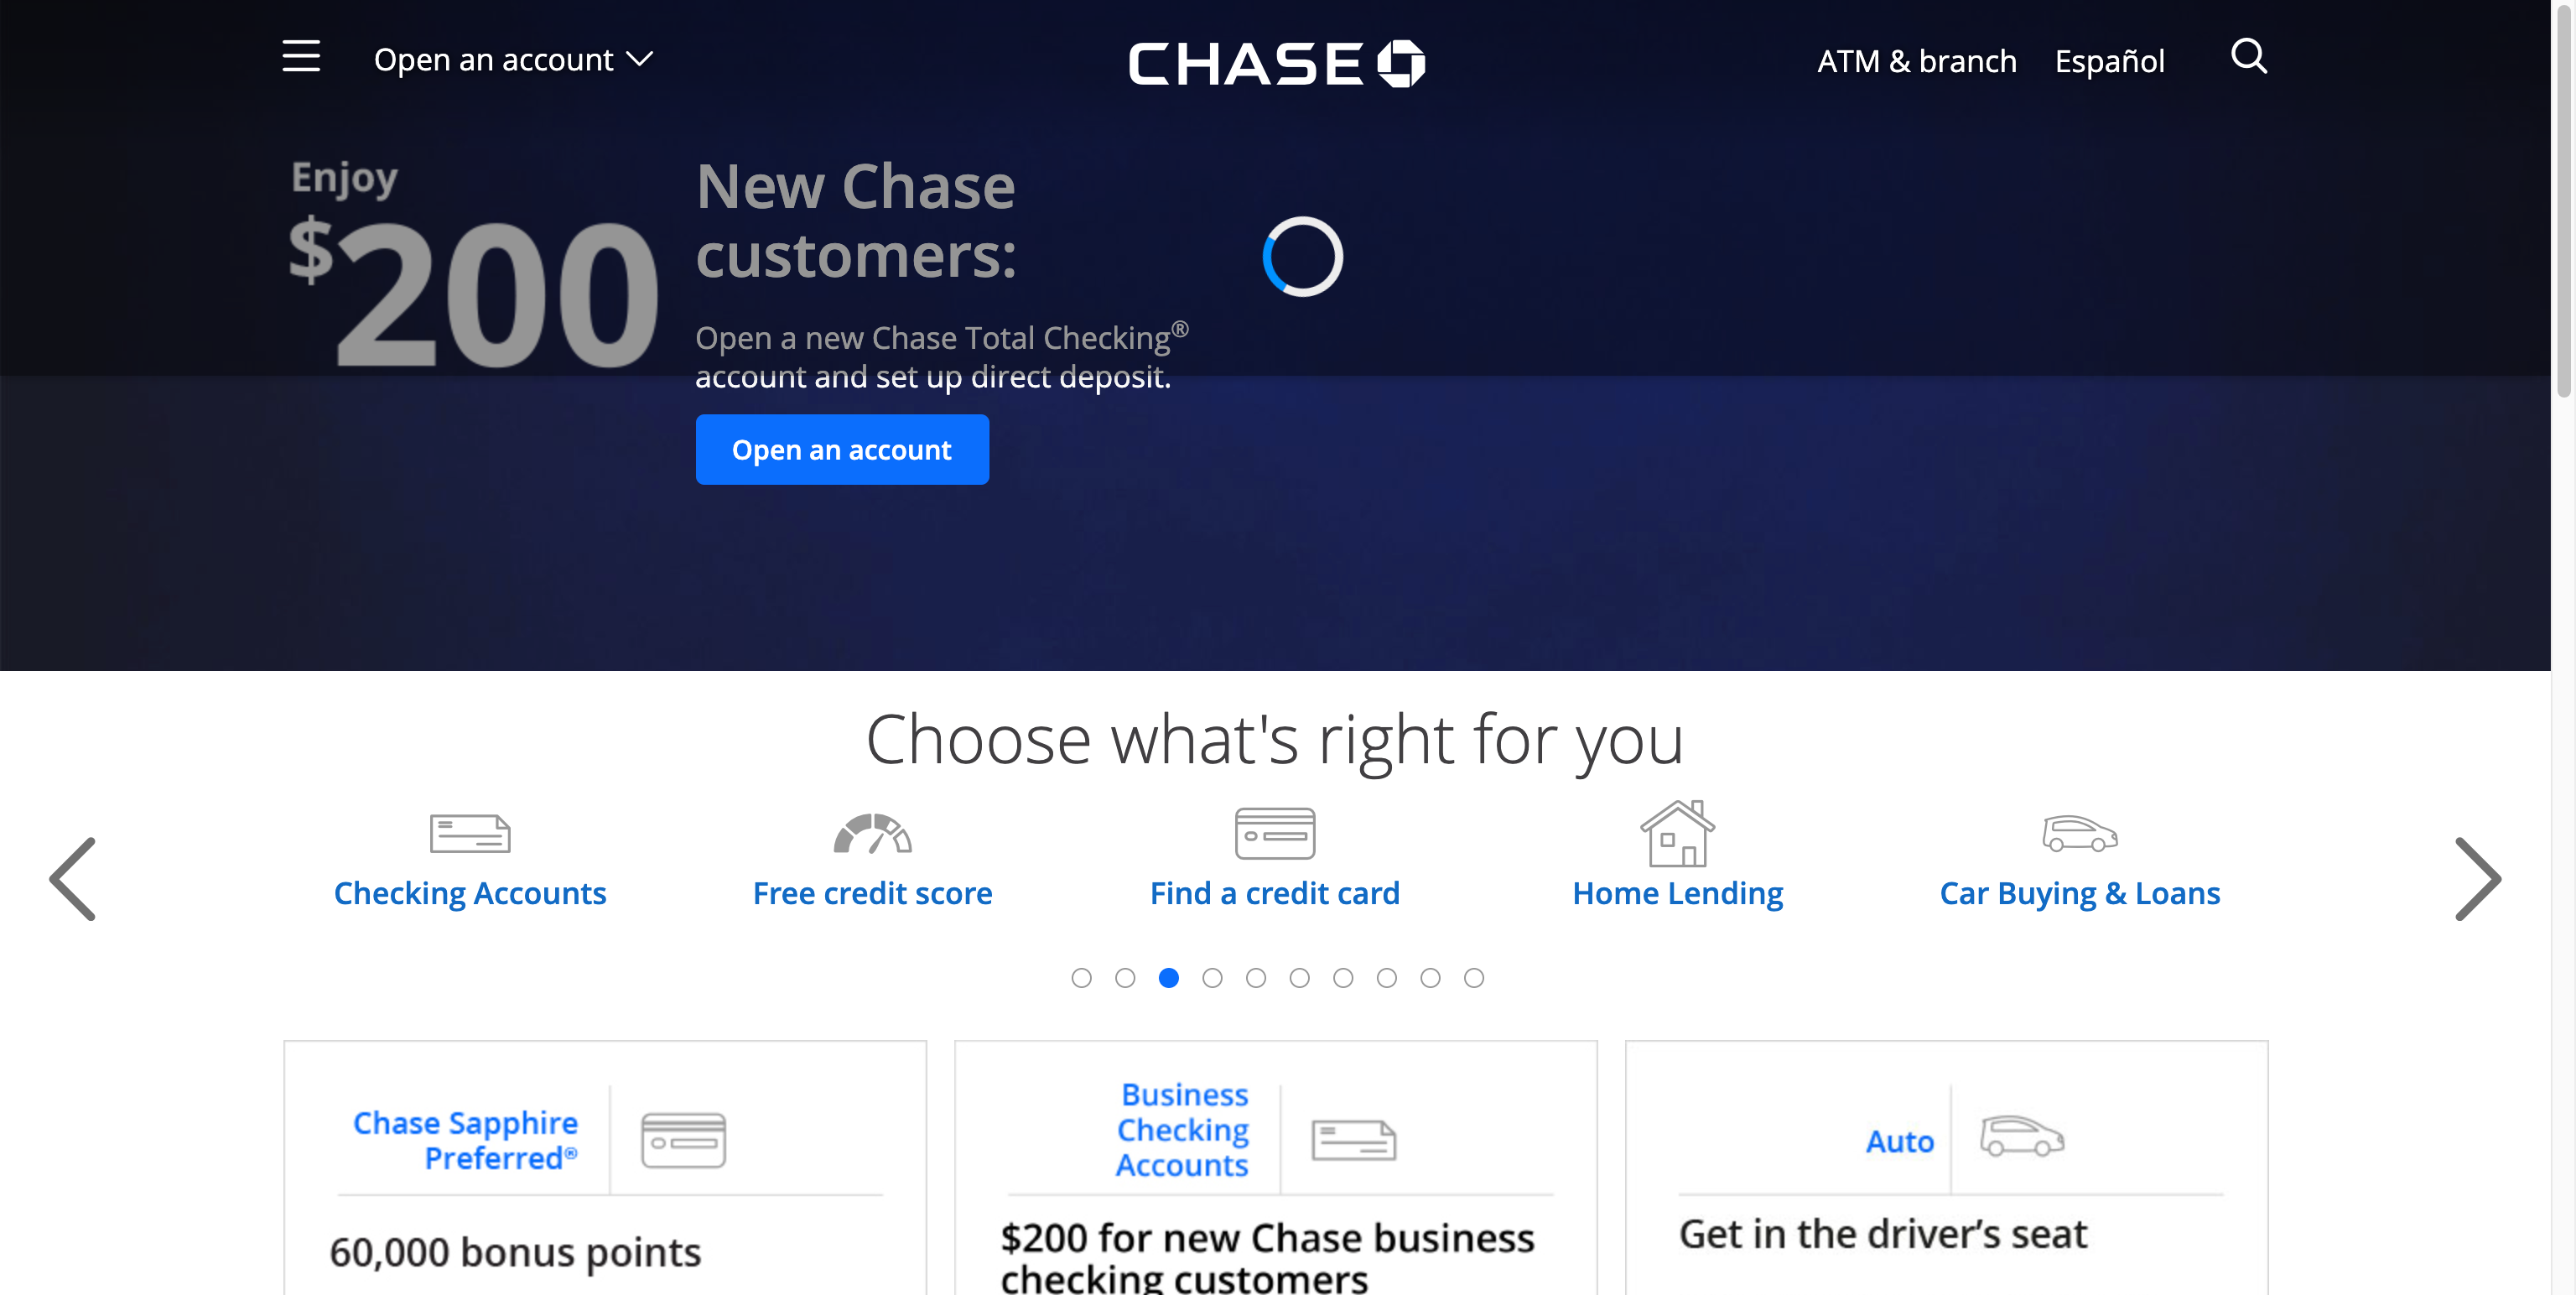 Open an account
CHASE
ATM & branch
Español
Enjoy
$200
New Chase
customers:
Open a new Chase Total Checking®
account and set up direct deposit.
Open an account
Choose what's right for you
Checking Accounts
Free credit score
Find a credit card
Home Lending
Car Buying & Loans
Chase Sapphire
Preferred®
60,000 bonus points
Business
Checking
Accounts
$200 for new Chase business
checking customers
Auto
Get in the driver’s seat